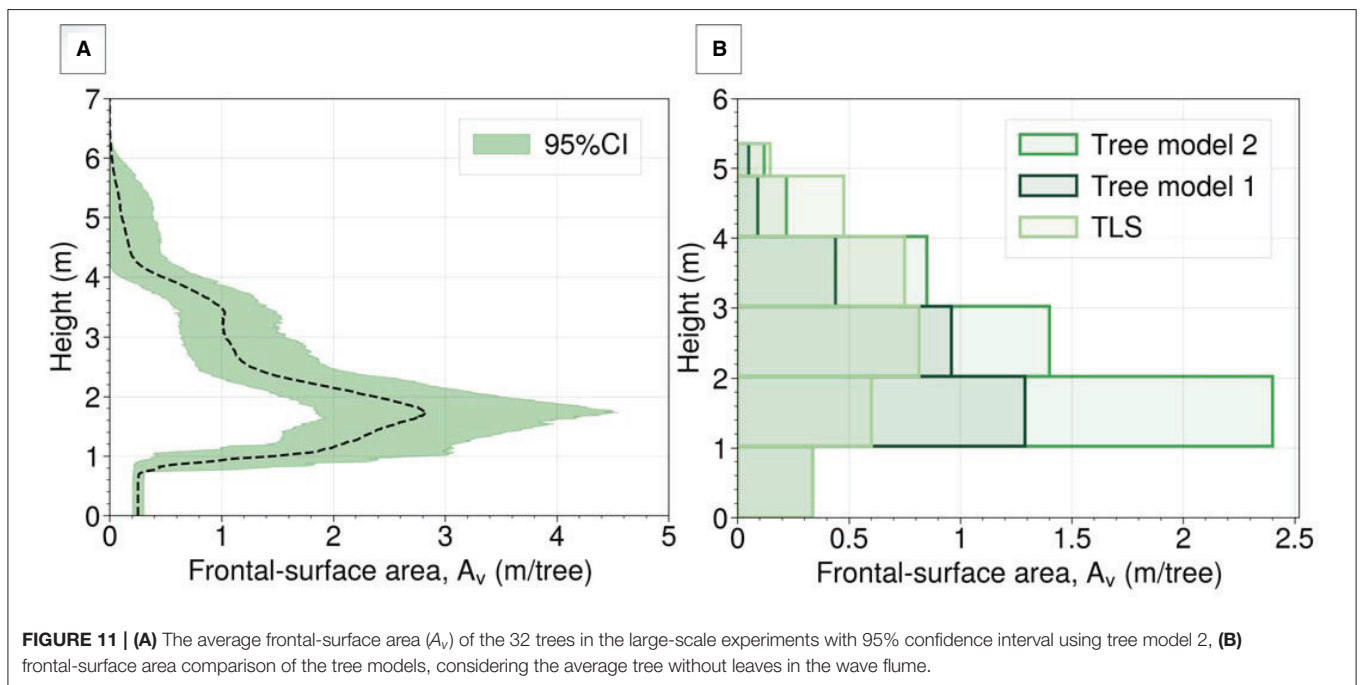 A
7
6
5
4
3
2
1
0
Height (m)
95%CI
0 1 2 3 4 5
Frontal-surface area, Aᵥ (m/tree)
B
6
5
4
3
2
1
0
Height (m)
Tree model 2
Tree model 1
TLS
0 0.5 1 1.5 2 2.5
Frontal-surface area, Aᵥ (m/tree)
FIGURE 11 | (A) The average frontal-surface area (Aᵥ) of the 32 trees in the large-scale experiments with 95% confidence interval using tree model 2, (B)
frontal-surface area comparison of the tree models, considering the average tree without leaves in the wave flume.